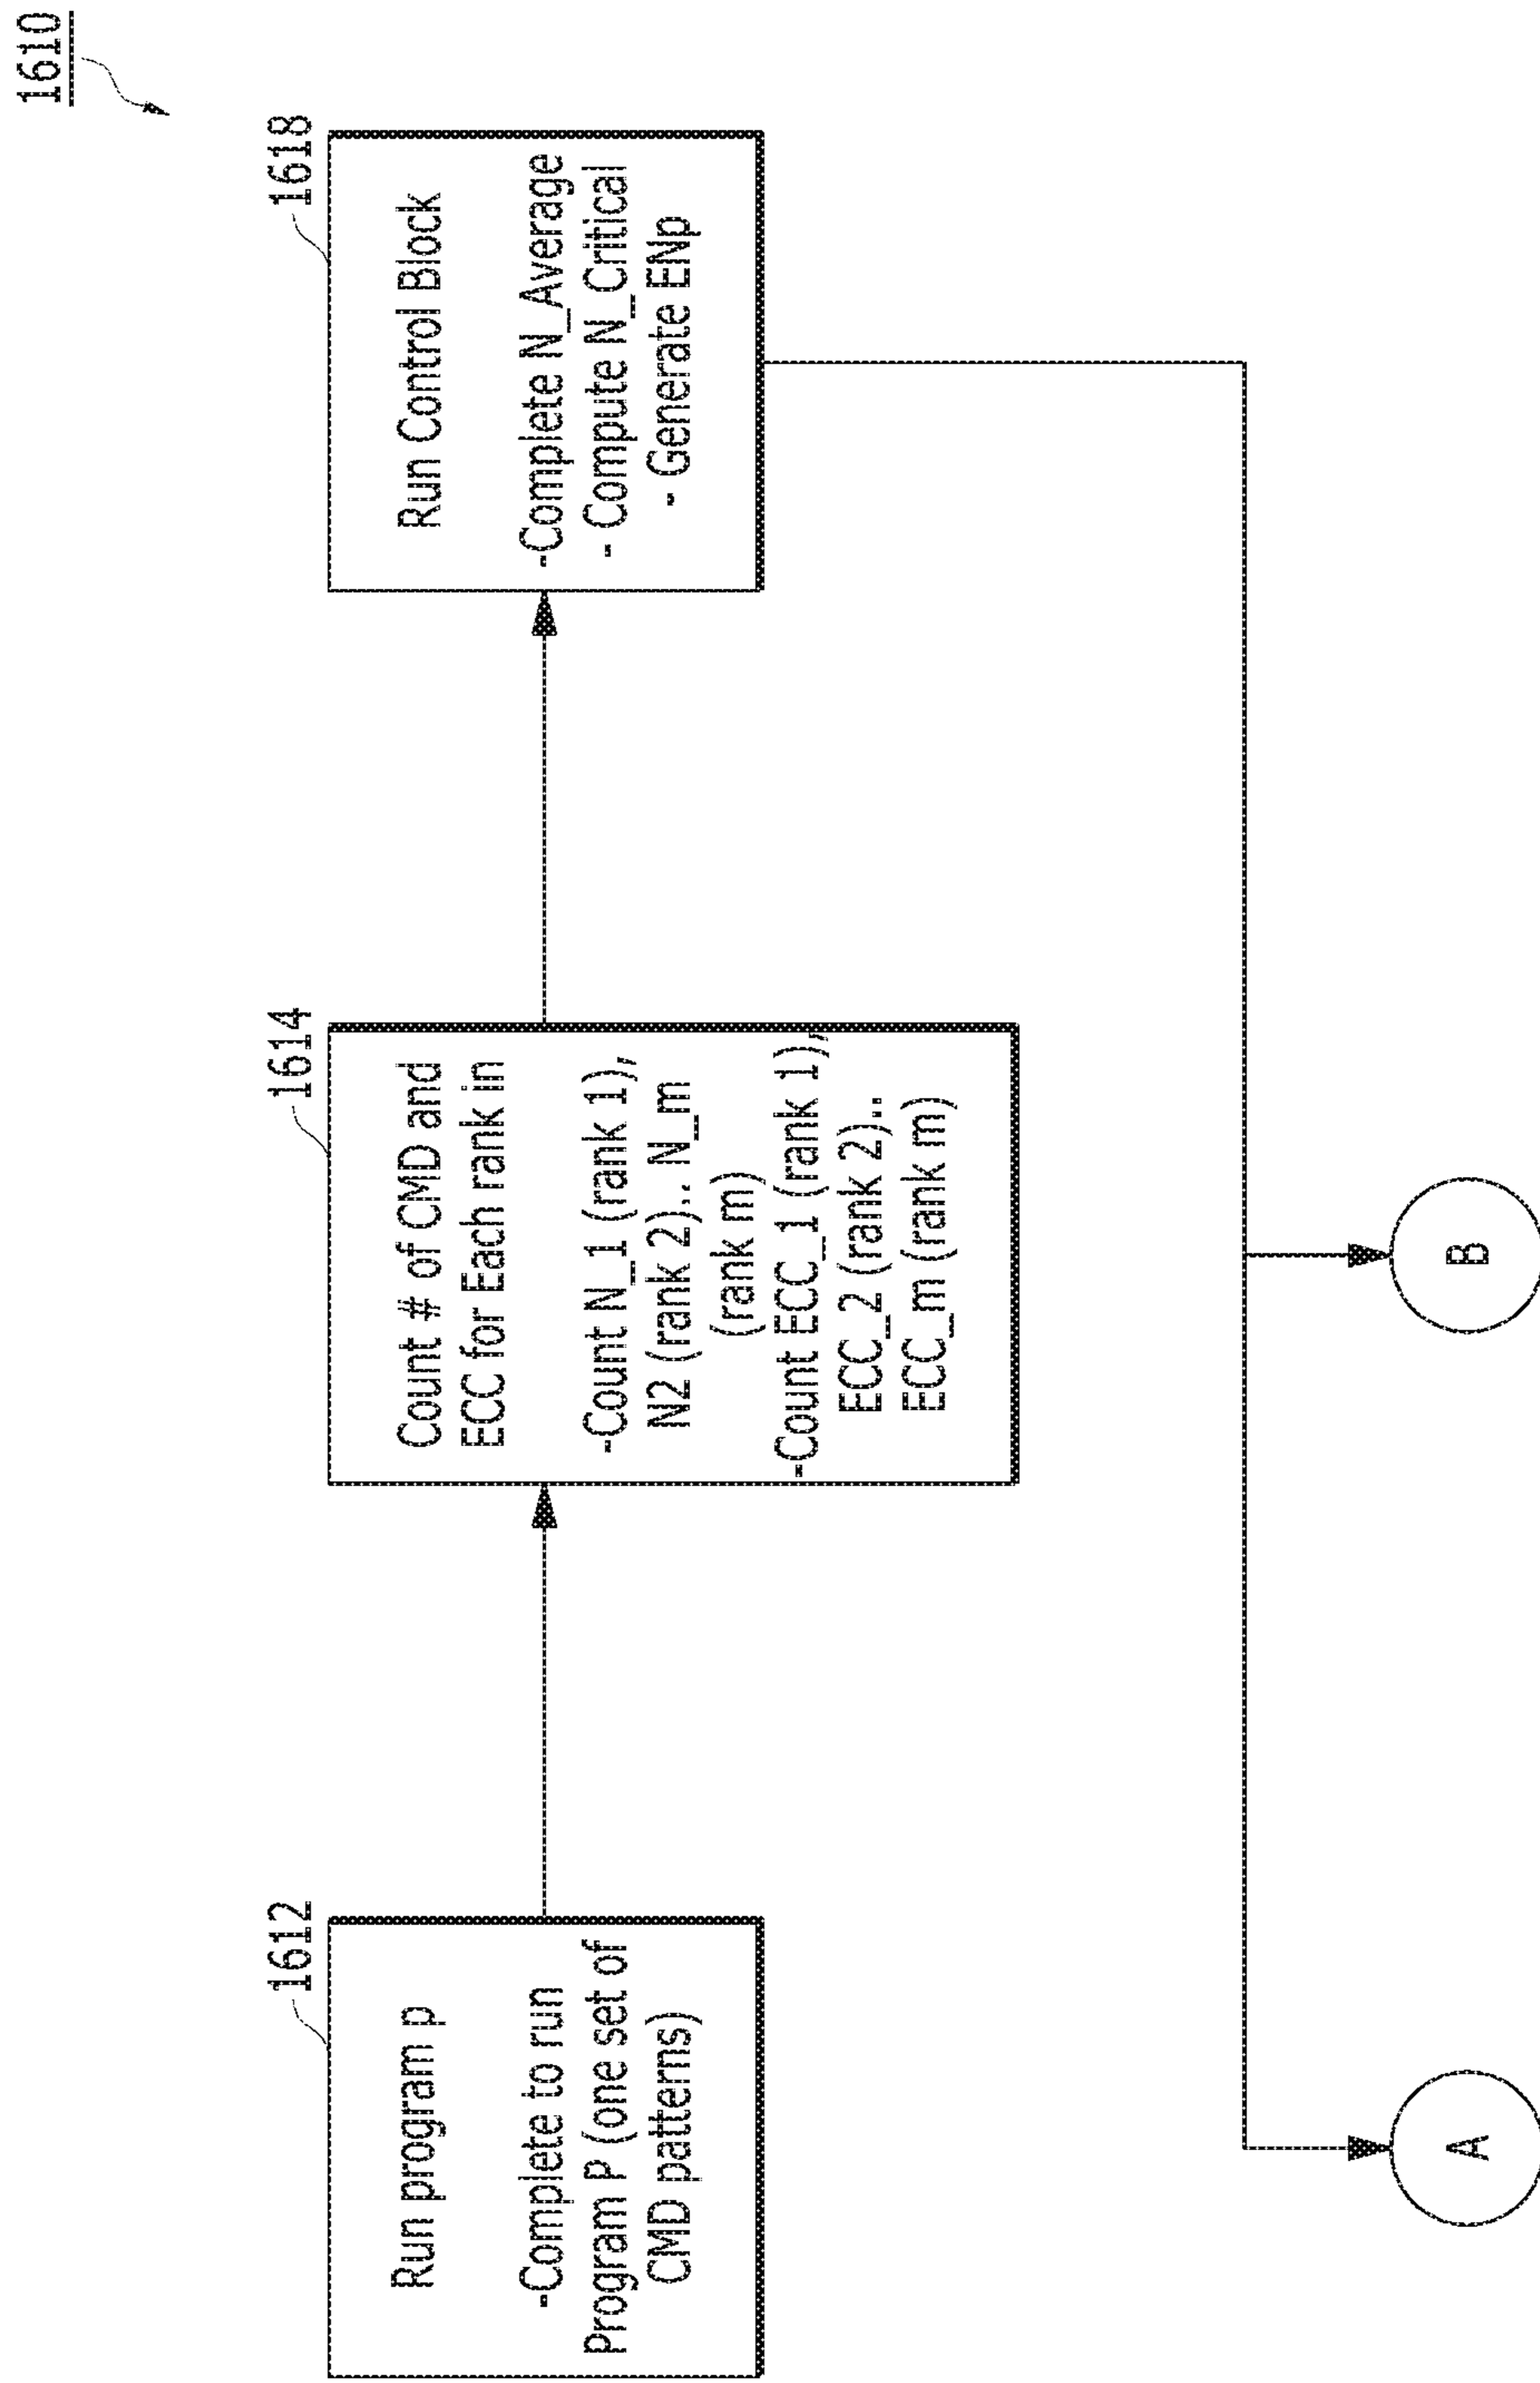 1610
1612
Run program p
-Complete to run
Program P (one set of
CMD patterns)
1614
Count # of CMD and
ECC for Each rank in
-Count N_1 (rank 1),
N2 (rank 2).. N_m
(rank m)
-Count ECC_1 (rank 1),
ECC_2 (rank 2)..
ECC_m (rank m)
1618
Run Control Block
-Complete N_Average
- Compute N_Critical
- Generate ENp
A
B